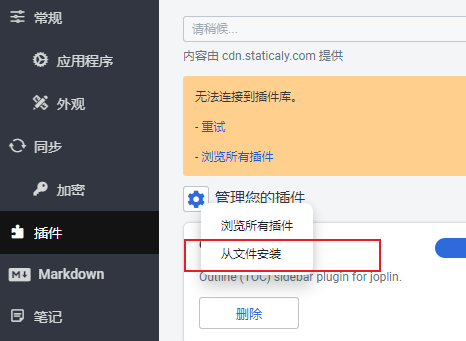 常规
应用程序
外观
同步
加密
插件
Markdown
笔记
请稍候...
内容由 cdn.staticaly.com 提供
无法连接到插件库。
- 重试
- 浏览所有插件
管理您的插件
浏览所有插件
从文件安装
Outline (TOC) Sidebar plugin for joplin.
删除